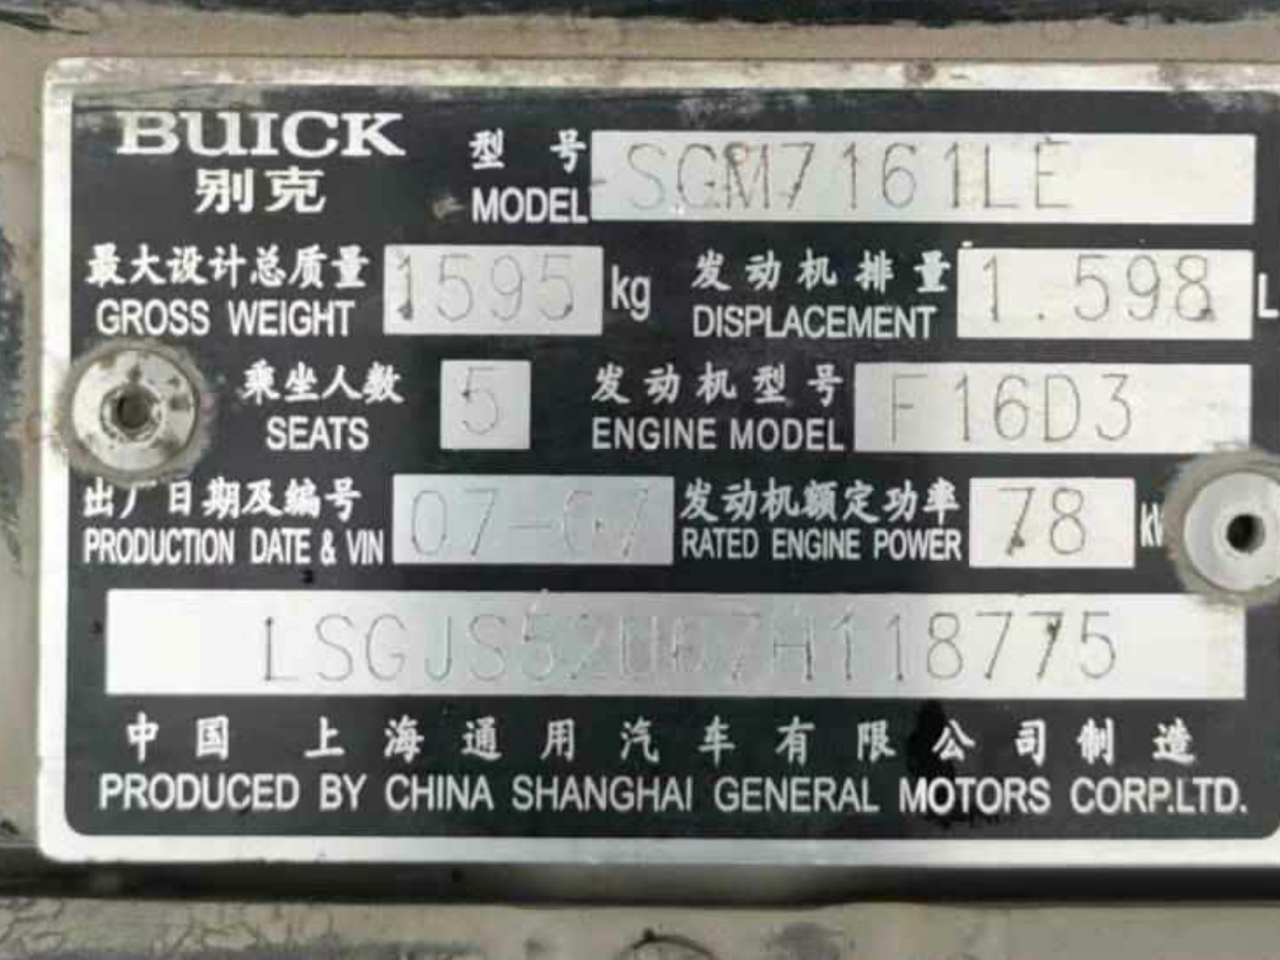 BUICK
别克
型 号 SGM7161LE
MODEL
最大设计总质量 1595 kg 发动机排量 1.598 L
GROSS WEIGHT DISPLACEMENT
乘坐人数 5 发动机型号 F16D3
SEATS ENGINE MODEL
出厂日期及编号 07-07 发动机额定功率 78
PRODUCTION DATE & VIN RATED ENGINE POWER
LSGJS52U67H118775
中国 上海通用汽车有限公司制造
PRODUCED BY CHINA SHANGHAI GENERAL MOTORS CORP.LTD.